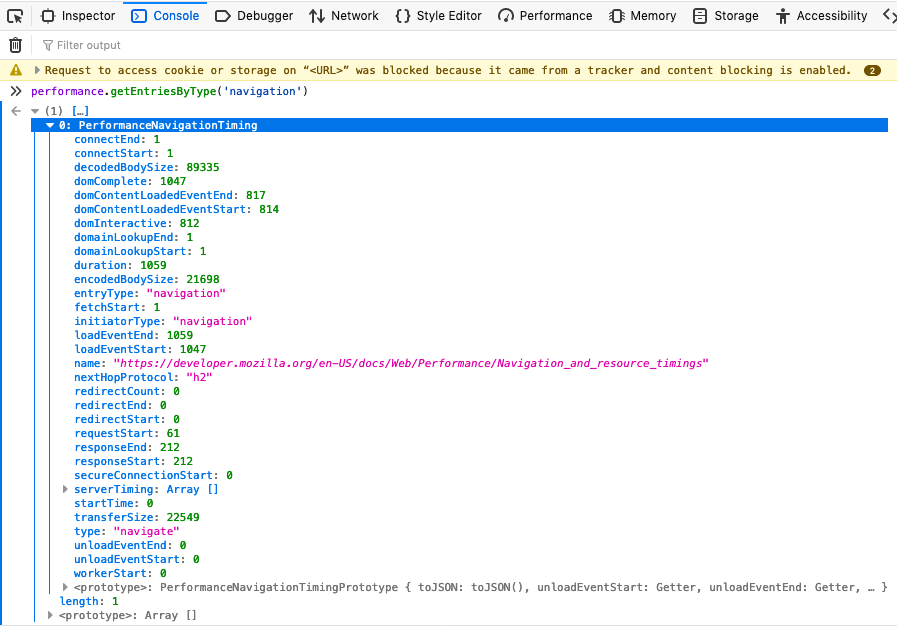 Inspector Console Debugger Network Style Editor Performance Memory Storage Accessibility
Filter output
Request to access cookie or storage on “<URL>” was blocked because it came from a tracker and content blocking is enabled. 2
performance.getEntriesByType('navigation')
(1) […]
0: PerformanceNavigationTiming
connectEnd: 1
connectStart: 1
decodedBodySize: 89335
domComplete: 1047
domContentLoadedEventEnd: 817
domContentLoadedEventStart: 814
domInteractive: 812
domainLookupEnd: 1
domainLookupStart: 1
duration: 1059
encodedBodySize: 21698
entryType: "navigation"
fetchStart: 1
initiatorType: "navigation"
loadEventEnd: 1059
loadEventStart: 1047
name: "https://developer.mozilla.org/en-US/docs/Web/Performance/Navigation_and_resource_timings"
nextHopProtocol: "h2"
redirectCount: 0
redirectEnd: 0
redirectStart: 0
requestStart: 61
responseEnd: 212
responseStart: 212
secureConnectionStart: 0
serverTiming: Array []
startTime: 0
transferSize: 22549
type: "navigate"
unloadEventEnd: 0
unloadEventStart: 0
workerStart: 0
<prototype>: PerformanceNavigationTimingPrototype { toJSON: toJSON(), unloadEventStart: Getter, unloadEventEnd: Getter, … }
length: 1
<prototype>: Array []